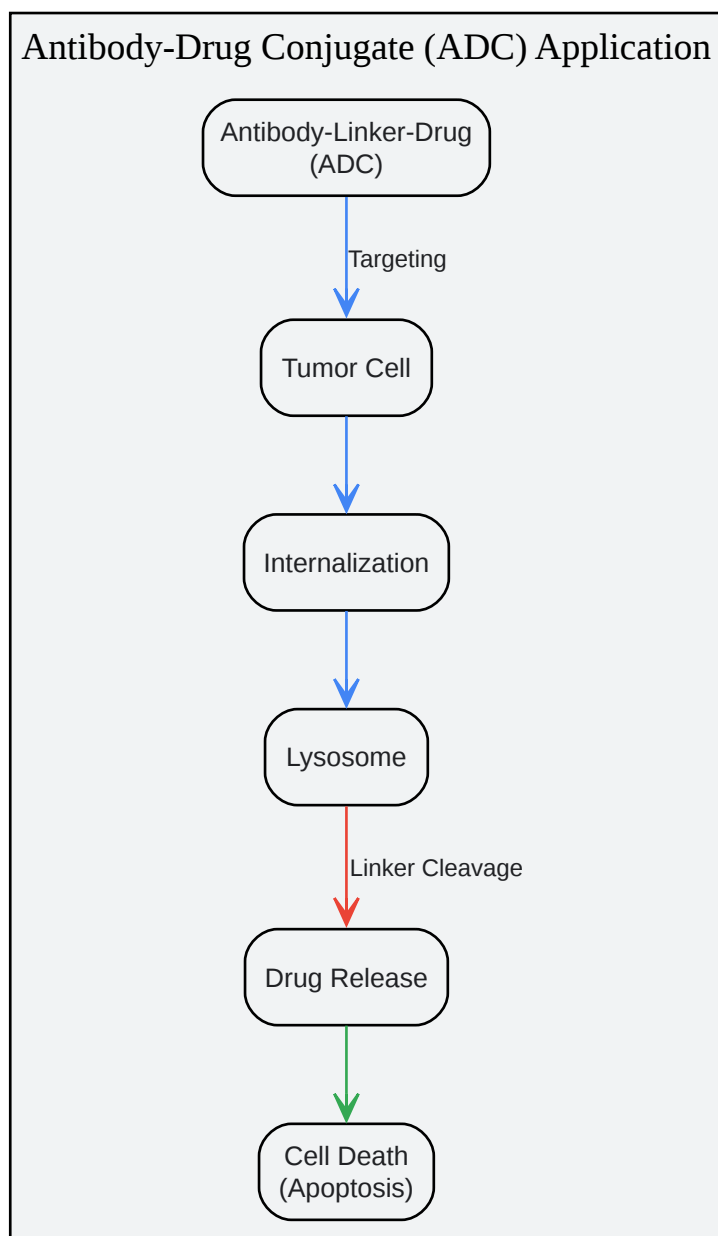 Antibody-Drug Conjugate (ADC) Application
Antibody-Linker-Drug
(ADC)
Targeting
Tumor Cell
Internalization
Lysosome
Linker Cleavage
Drug Release
Cell Death
(Apoptosis)